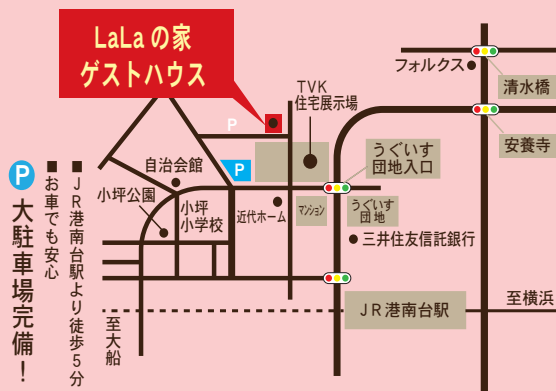 LaLaの家
ゲストハウス
フォルクス
清水橋
TVK
住宅展示場
安養寺
P
P
うぐいす
団地入口
自治会館
小坪公園
小坪
小学校
近代ホーム
マンション
うぐいす
団地
三井住友信託銀行
JR港南台駅
至横浜
至大船
■JR港南台駅より徒歩5分
■お車でも安心
P大駐車場完備！